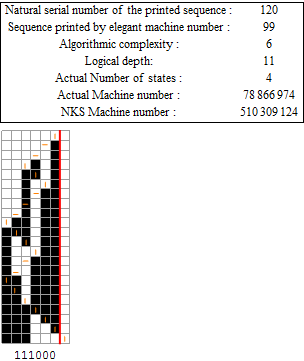 Natural serial number of the printed sequence : 120
Sequence printed by elegant machine number : 99
Algorithmic complexity : 6
Logical depth: 11
Actual Number of states : 4
Actual Machine number : 78 866 974
NKS Machine number : 510 309 124
111000